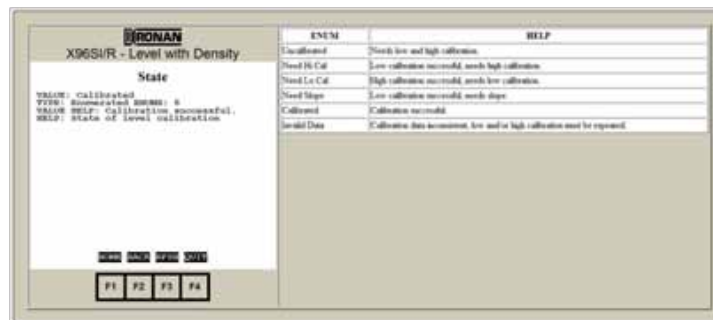 RONAN
X96SI/R - Level with Density
State
VALUE: Calibrated
TYPE: Enumerated ENUMS: 6
VALUE HELP: Calibration successful.
HELP: State of level calibration
HOME BACK QUIT
F1 F2 F3 F4
ENUM HELP
Uncalibrated Needs low and high calibration.
Need Hi Cal Low calibration successful, needs high calibration.
Need Lo Cal High calibration successful, needs low calibration.
Need Slope Low calibration successful, needs slope.
Calibrated Calibration successful.
Invalid Data Calibration data inconsistent, low and/or high calibration must be repeated.